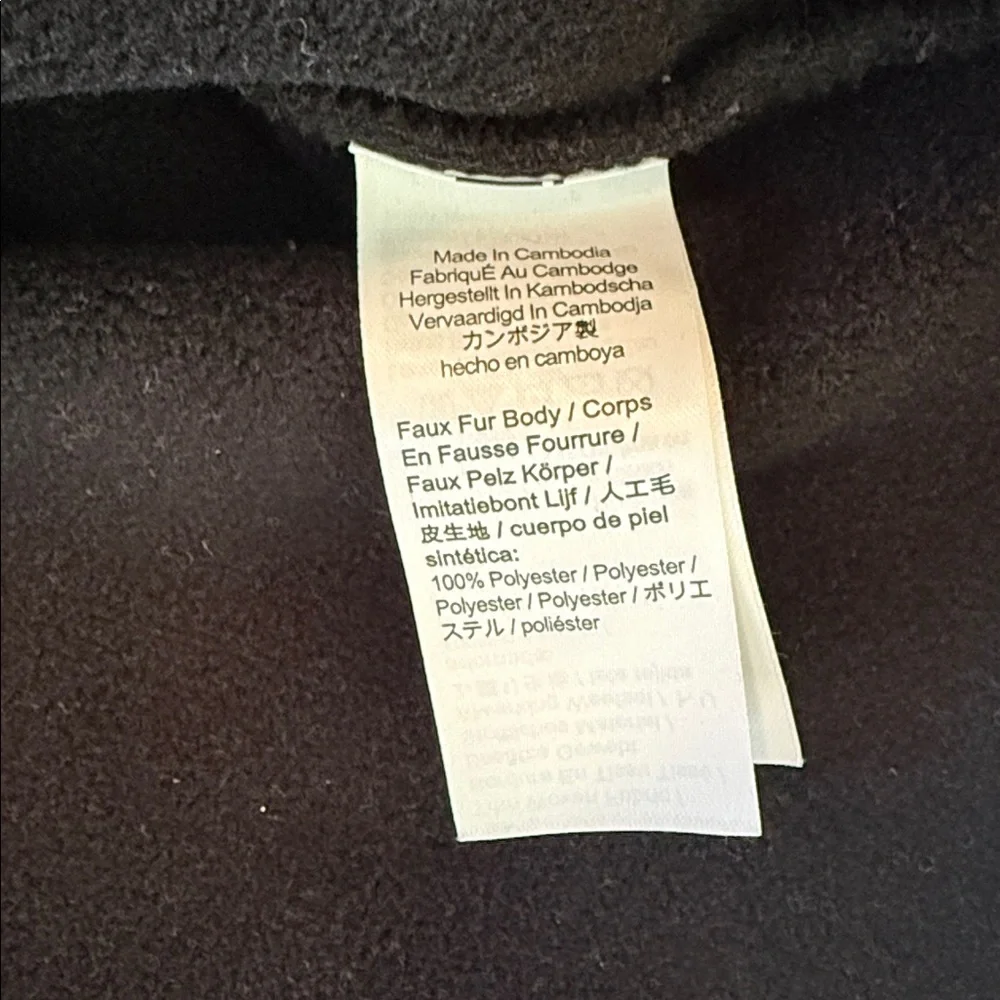 Made In Cambodia
FabriquÉ Au Cambodge
Hergestellt In Kambodscha
Vervaardigd In Cambodja
カンボジア製
hecho en camboya
Faux Fur Body / Corps
En Fausse Fourrure /
Faux Pelz Körper /
Imitatiebont Lijf / 人工毛
皮生地 / cuerpo de piel
sintética:
100% Polyester / Polyester /
Polyester / Polyester / ポリエ
ステル / poliéster